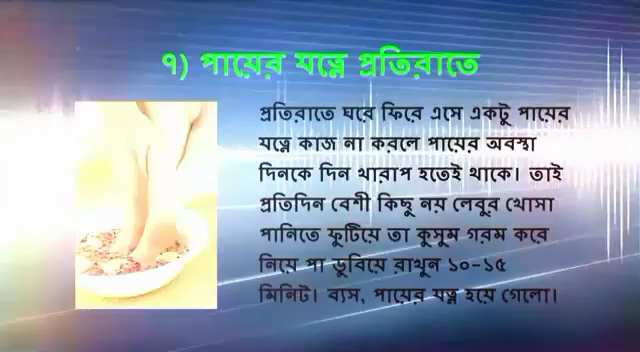 ৭) পায়ের যত্নে প্রতিরাতে
প্রতিরাতে ঘরে ফিরে এসে একটু পায়ের
যত্নে কাজ না করলে পায়ের অবস্থা
দিনকে দিন খারাপ হতেই থাকে। তাই
প্রতিদিন বেশী কিছু নয় লেবুর খোসা
পানিতে ফুটিয়ে তা কুসুম গরম করে
নিয়ে পা ডুবিয়ে রাখুন ১০-১৫
মিনিট। ব্যস, পায়ের যত্ন হয়ে গেলো।